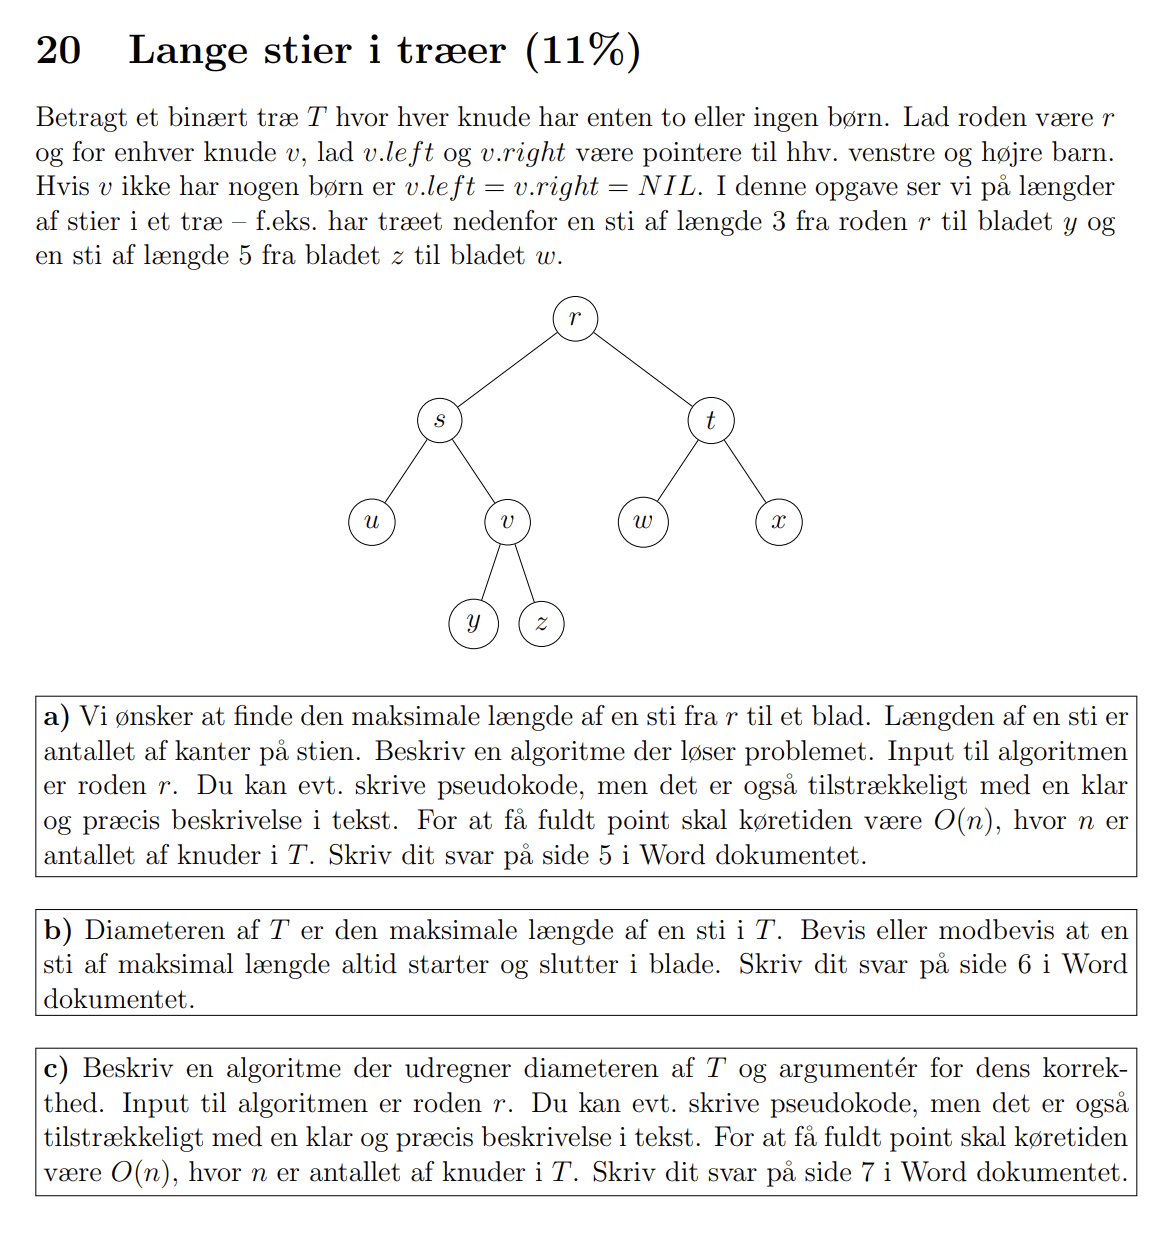 20 Lange stier i træer (11%)
Betragt et binært træ T hvor hver knude har enten to eller ingen børn. Lad roden være r
og for enhver knude v, lad v.left og v.right være pointere til hhv. venstre og højre barn.
Hvis v ikke har nogen børn er v.left = v.right = NIL. I denne opgave ser vi på længder
af stier i et træ – f.eks. har træet nedenfor en sti af længde 3 fra roden r til bladet y og
en sti af længde 5 fra bladet z til bladet w.
r
s t
u v w x
y z
a) Vi ønsker at finde den maksimale længde af en sti fra r til et blad. Længden af en sti er
antallet af kanter på stien. Beskriv en algoritme der løser problemet. Input til algoritmen
er roden r. Du kan evt. skrive pseudokode, men det er også tilstrækkeligt med en klar
og præcis beskrivelse i tekst. For at få fuldt point skal køretiden være O(n), hvor n er
antallet af knuder i T. Skriv dit svar på side 5 i Word dokumentet.
b) Diameteren af T er den maksimale længde af en sti i T. Bevis eller modbevis at en
sti af maksimal længde altid starter og slutter i blade. Skriv dit svar på side 6 i Word
dokumentet.
c) Beskriv en algoritme der udregner diameteren af T og argumentér for dens korrek-
thed. Input til algoritmen er roden r. Du kan evt. skrive pseudokode, men det er også
tilstrækkeligt med en klar og præcis beskrivelse i tekst. For at få fuldt point skal køretiden
være O(n), hvor n er antallet af knuder i T. Skriv dit svar på side 7 i Word dokumentet.